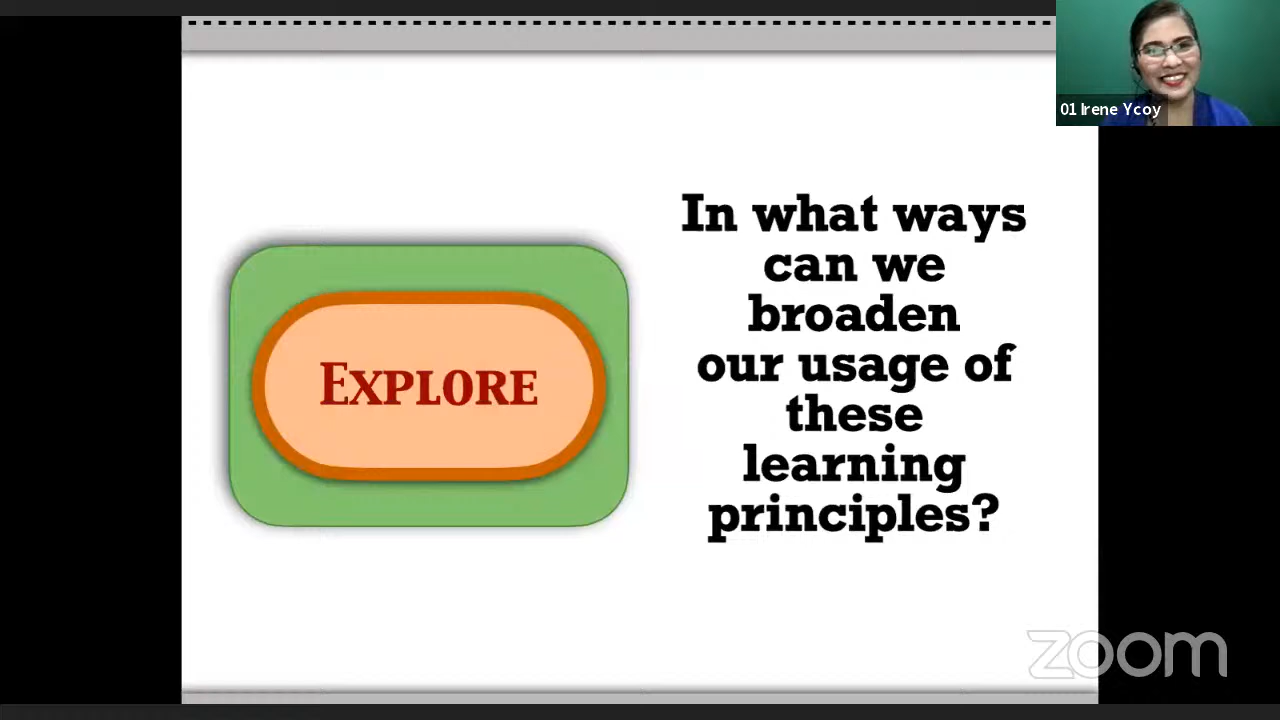 01 Irene Ycoy
EXPLORE
In what ways
can we
broaden
our usage of
these
learning
principles?
zoom